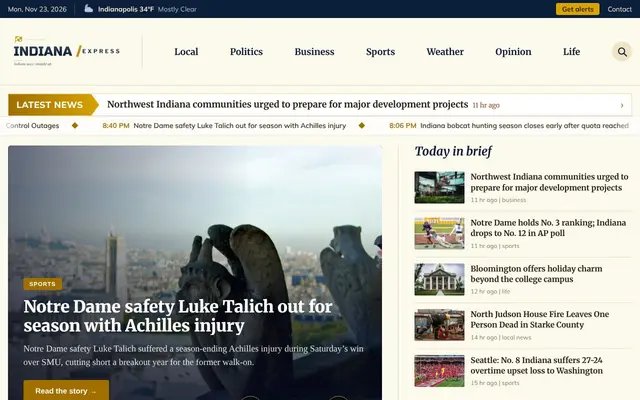 Mon, Nov 23, 2026
Indianapolis 34°F Mostly Clear
Get alerts
Contact
INDIANA / EXPRESS
Local
Politics
Business
Sports
Weather
Opinion
Life
LATEST NEWS
Northwest Indiana communities urged to prepare for major development projects 11 hr ago
Control Outages
8:40 PM Notre Dame safety Luke Talich out for season with Achilles injury
8:06 PM Indiana bobcat hunting season closes early after quota reached
SPORTS
Notre Dame safety Luke Talich out for
season with Achilles injury
Notre Dame safety Luke Talich suffered a season-ending Achilles injury during Saturday's win
over SMU, cutting short a breakout year for the former walk-on.
Read the story →
Today in brief
Northwest Indiana communities urged to
prepare for major development projects
11 hr ago | business
Notre Dame holds No. 3 ranking; Indiana
drops to No. 12 in AP poll
11 hr ago | sports
Bloomington offers holiday charm
beyond the college campus
12 hr ago | life
North Judson House Fire Leaves One
Person Dead in Starke County
14 hr ago | local news
Seattle: No. 8 Indiana suffers 27-24
overtime upset loss to Washington
15 hr ago | sports